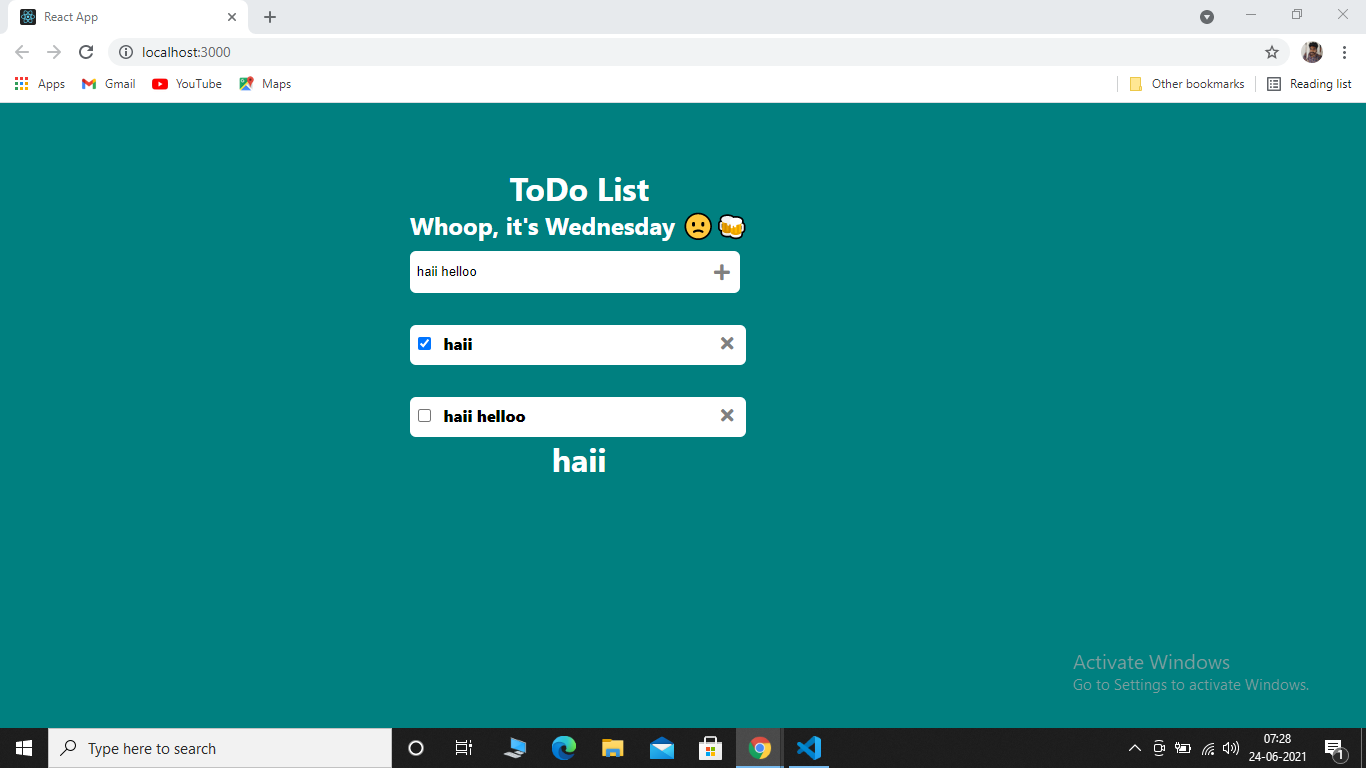 React App
localhost:3000
Apps Gmail YouTube Maps Other bookmarks Reading list
ToDo List
Whoop, it's Wednesday 🙁🍻
haii helloo
haii
haii helloo
haii
Activate Windows
Go to Settings to activate Windows.
Type here to search
07:28
24-06-2021
1